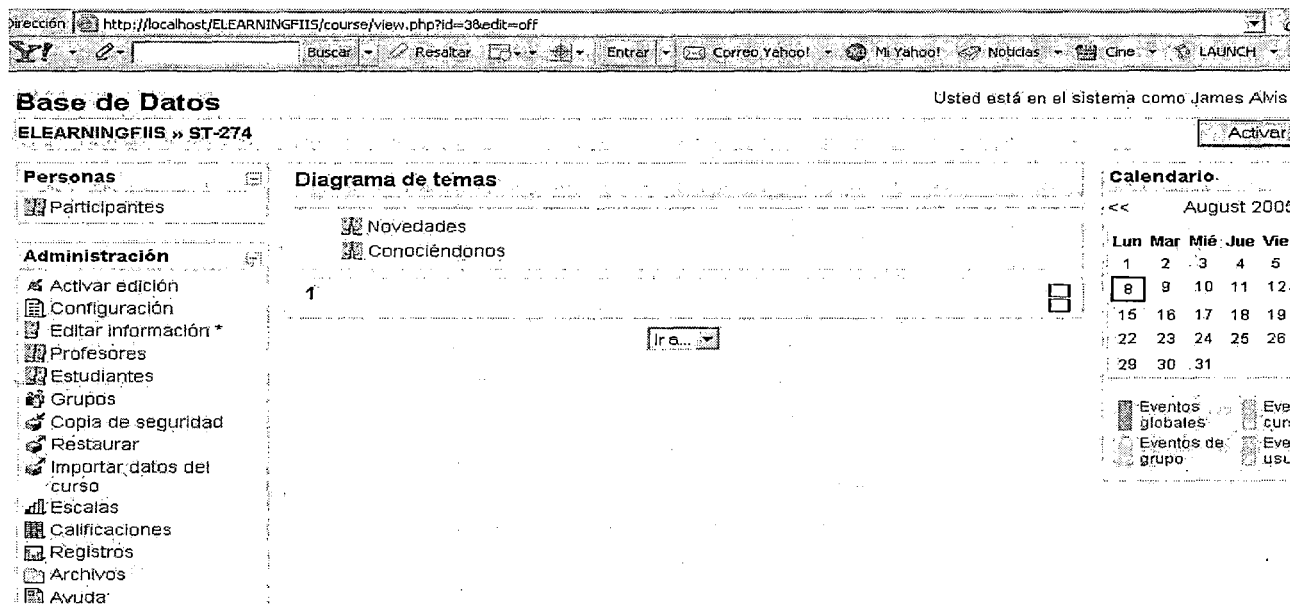 Dirección http://localhost/ELEARNINGFIIS/course/view.php?id=3&edit=off
Y! Buscar Resaltar Entrar Correo Yahoo! Mi Yahoo! Noticias Cine LAUNCH
Base de Datos
Usted está en el sistema como James Alvis
ELEARNINGFIIS » ST-274
Activar
Personas
Participantes
Administración
Activar edición
Configuración
Editar información *
Profesores
Estudiantes
Grupos
Copia de seguridad
Restaurar
Importar datos del
curso
Escalas
Calificaciones
Registros
Archivos
Ayuda
Diagrama de temas
Novedades
Conociéndonos
1
Ir a...
Calendario
<< August 2005
Lun Mar Mié Jue Vie
1 2 3 4 5
8 9 10 11 12
15 16 17 18 19
22 23 24 25 26
29 30 31
Eventos
globales
Eventos de
grupo